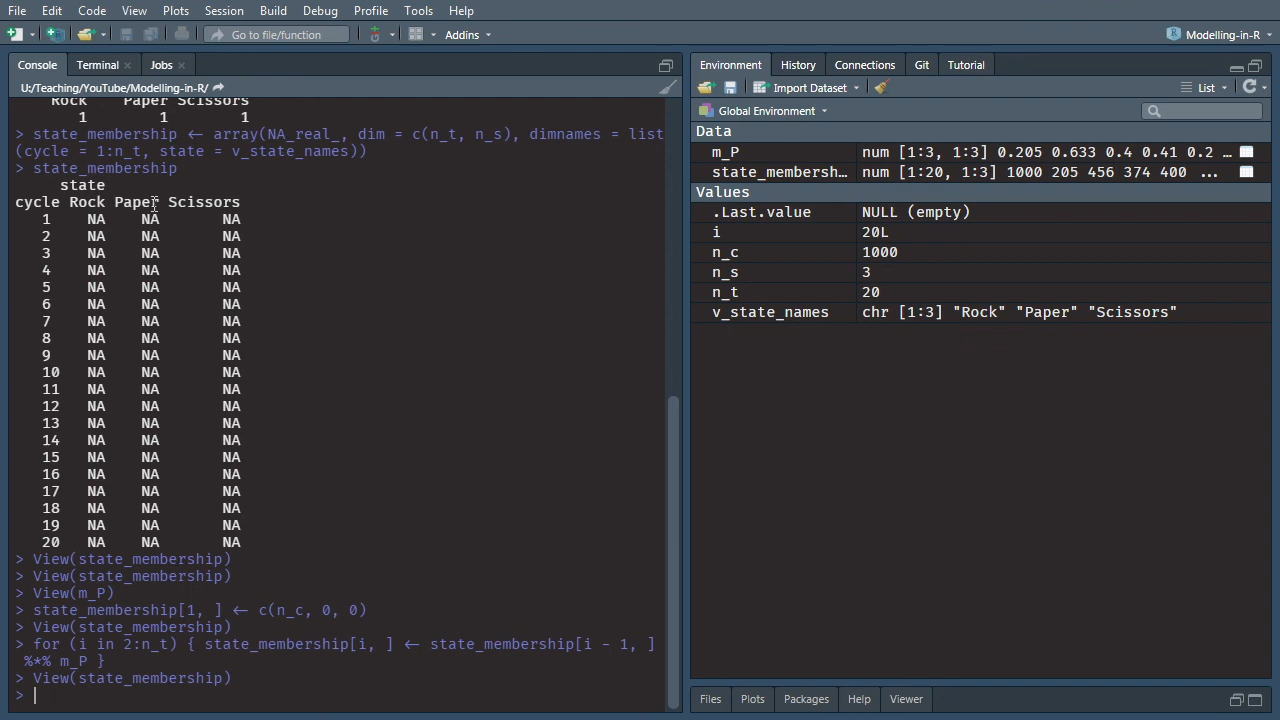 File Edit Code View Plots Session Build Debug Profile Tools Help
Go to file/function Addins Modelling-in-R
Console Terminal Jobs
U:/Teaching/YouTube/Modelling-in-R/
Rock Paper Scissors
1 1 1
> state_membership ← array(NA_real_, dim = c(n_t, n_s), dimnames = list
(cycle = 1:n_t, state = v_state_names))
> state_membership
state
cycle Rock Paper Scissors
1 NA NA NA
2 NA NA NA
3 NA NA NA
4 NA NA NA
5 NA NA NA
6 NA NA NA
7 NA NA NA
8 NA NA NA
9 NA NA NA
10 NA NA NA
11 NA NA NA
12 NA NA NA
13 NA NA NA
14 NA NA NA
15 NA NA NA
16 NA NA NA
17 NA NA NA
18 NA NA NA
19 NA NA NA
20 NA NA NA
> View(state_membership)
> View(state_membership)
> View(m_P)
> state_membership[1, ] ← c(n_c, 0, 0)
> View(state_membership)
> for (i in 2:n_t) { state_membership[i, ] ← state_membership[i - 1, ]
%*% m_P }
> View(state_membership)
>
Environment History Connections Git Tutorial
Import Dataset List
Global Environment
Data
m_P num [1:3, 1:3] 0.205 0.633 0.4 0.41 0.2 …
state_membersh… num [1:20, 1:3] 1000 205 456 374 400 ...
Values
.Last.value NULL (empty)
i 20L
n_c 1000
n_s 3
n_t 20
v_state_names chr [1:3] "Rock" "Paper" "Scissors"
Files Plots Packages Help Viewer